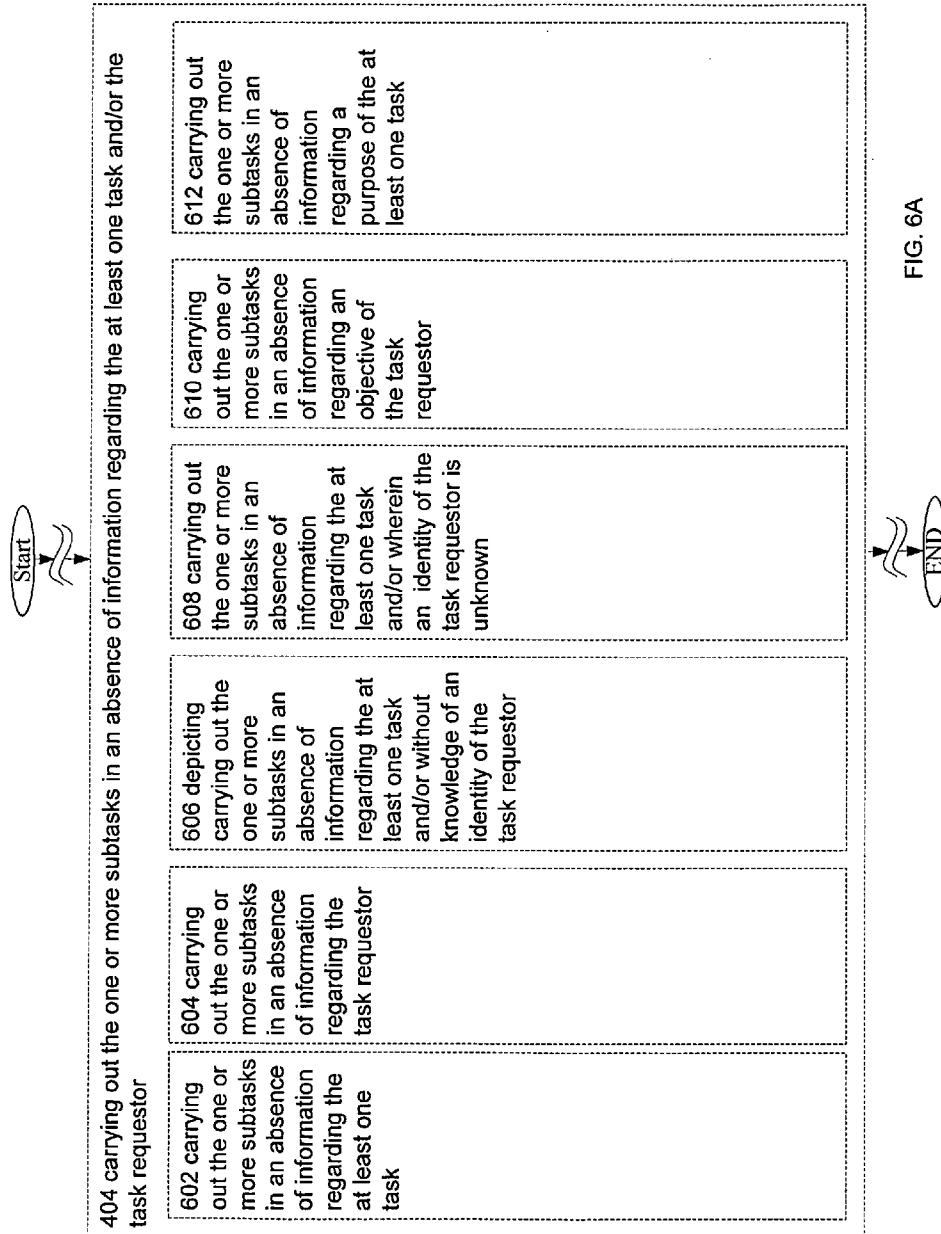 Start
404 carrying out the one or more subtasks in an absence of information regarding the at least one task and/or the
task requestor
602 carrying
out the one or
more subtasks
in an absence
of information
regarding the
at least one
task
604 carrying
out the one or
more subtasks
in an absence
of information
regarding the
task requestor
606 depicting
carrying out the
one or more
subtasks in an
absence of
information
regarding the at
least one task
and/or without
knowledge of an
identity of the
task requestor
608 carrying out
the one or more
subtasks in an
absence of
information
regarding the at
least one task
and/or wherein
an identity of the
task requestor is
unknown
610 carrying
out the one or
more subtasks
in an absence
of information
regarding an
objective of
the task
requestor
612 carrying out
the one or more
subtasks in an
absence of
information
regarding a
purpose of the at
least one task
END
FIG. 6A